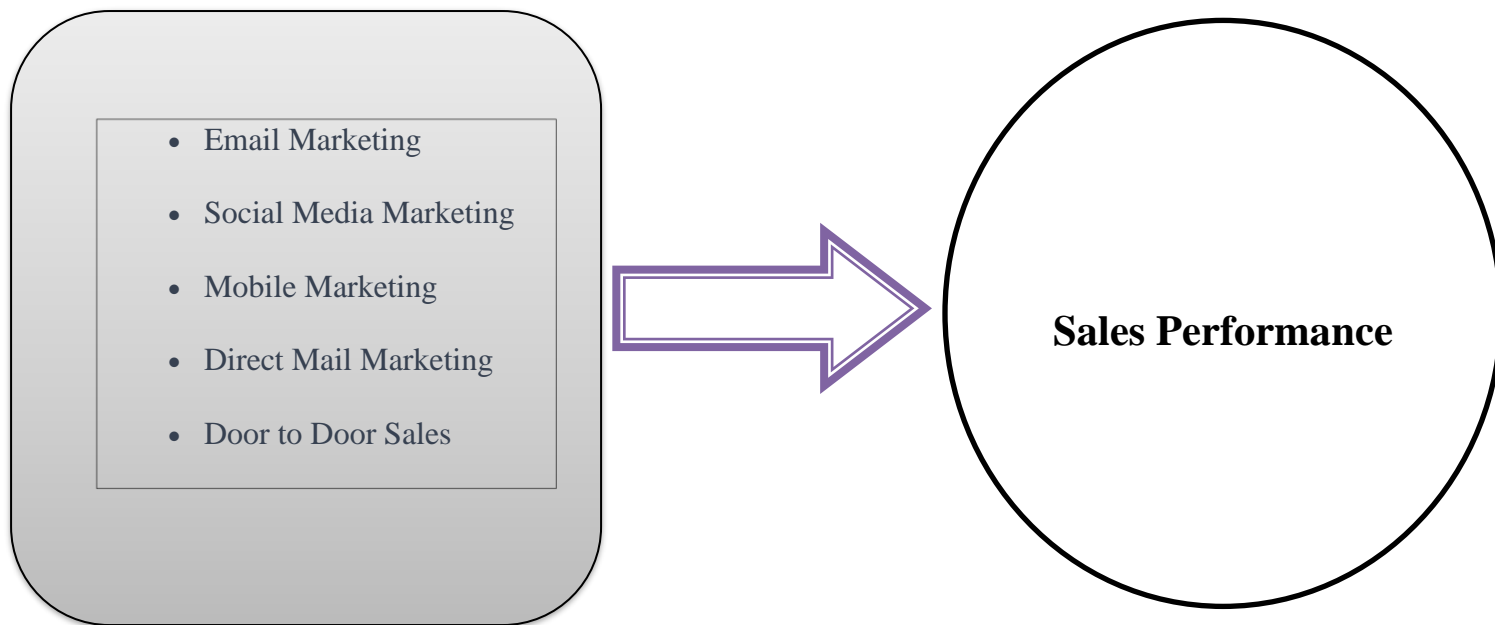 • Email Marketing
• Social Media Marketing
• Mobile Marketing
• Direct Mail Marketing
• Door to Door Sales
Sales Performance